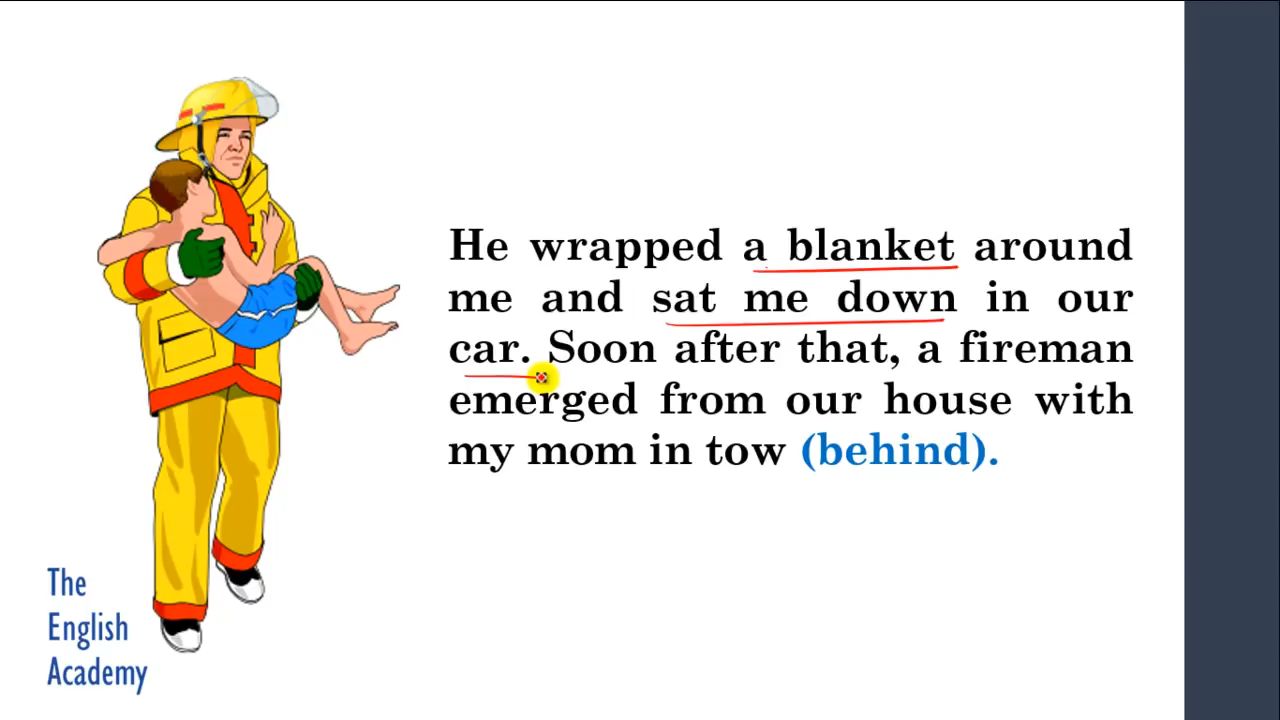 He wrapped a blanket around
me and sat me down in our
car. Soon after that, a fireman
emerged from our house with
my mom in tow (behind).
The
English
Academy